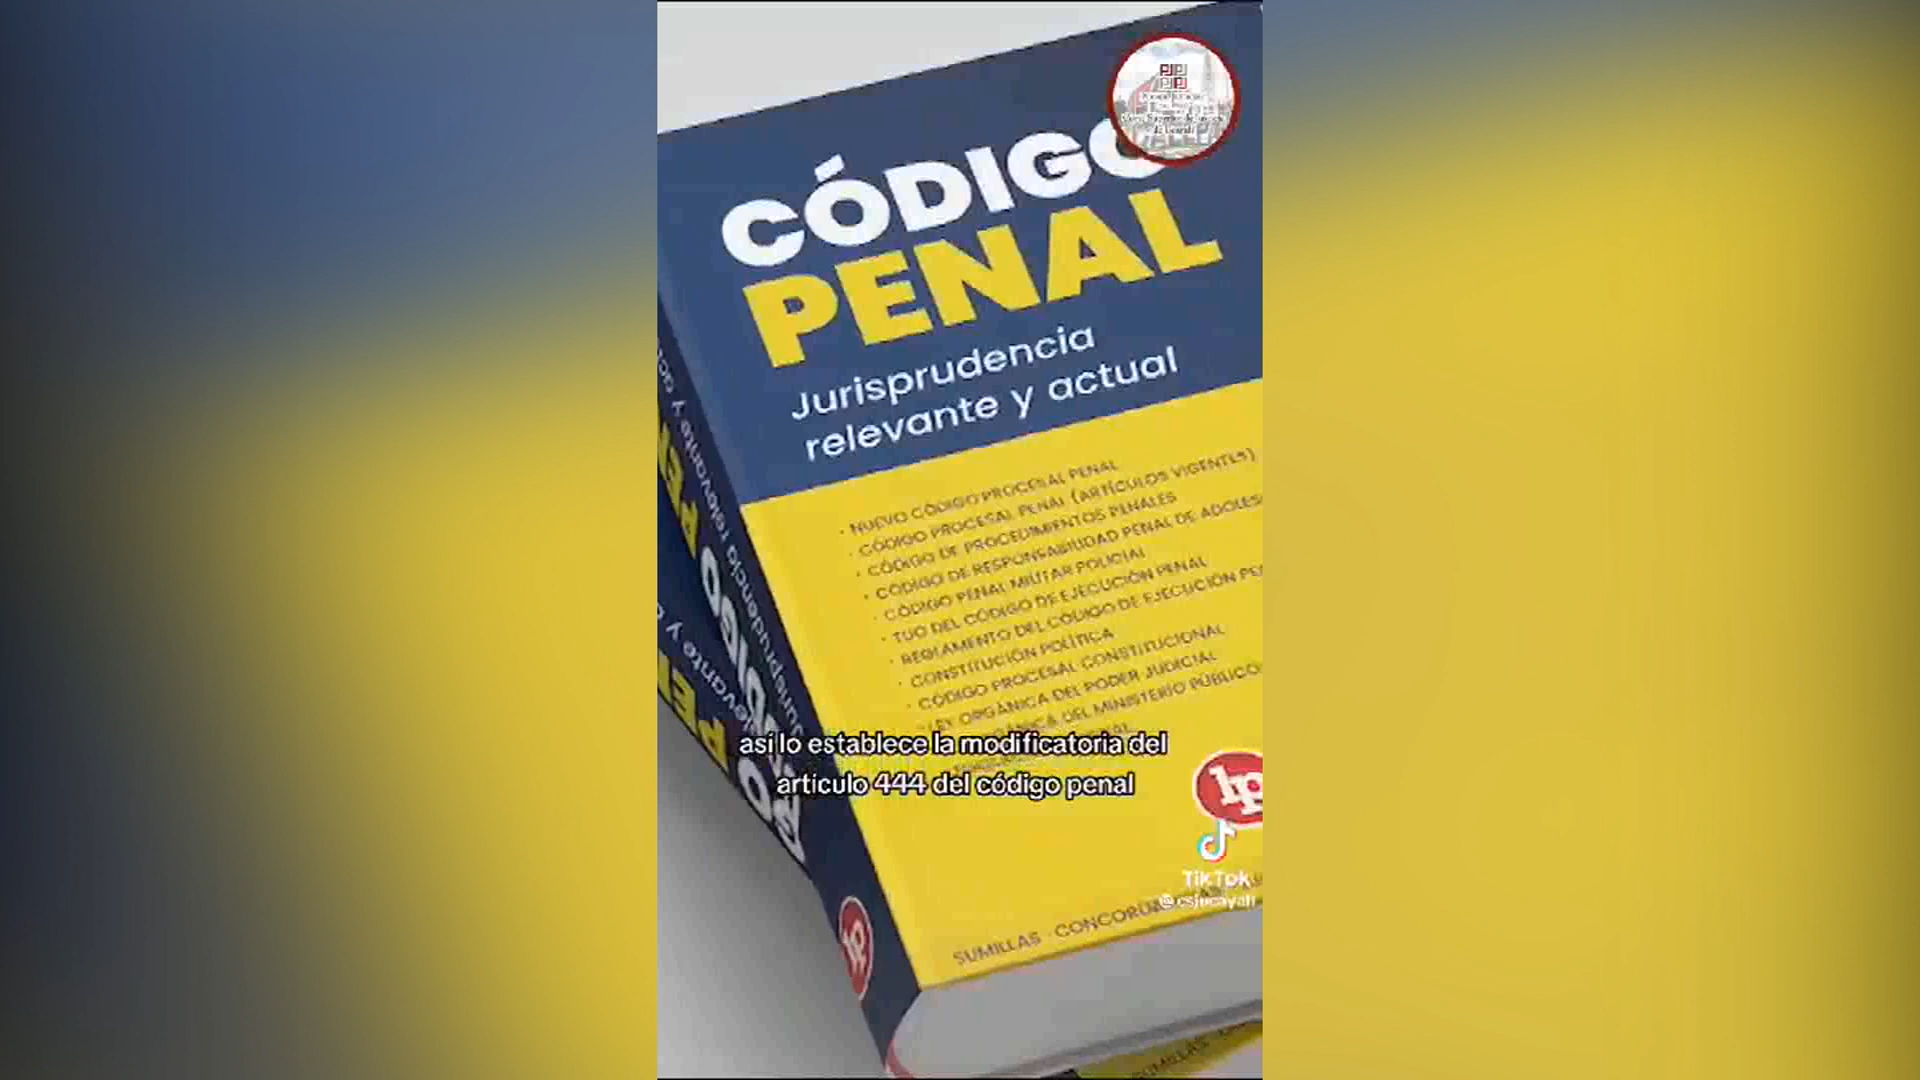 CÓDIGO
PENAL
Jurisprudencia
relevante y actual
· NUEVO CÓDIGO PROCESAL PENAL
· CÓDIGO PROCESAL PENAL (ARTÍCULOS VIGENTES)
· CÓDIGO DE PROCEDIMIENTOS PENALES
· CÓDIGO DE RESPONSABILIDAD PENAL DE ADOLES
· CÓDIGO PENAL MILITAR POLICIAL
· TUO DEL CÓDIGO DE EJECUCIÓN PENAL
· REGLAMENTO DEL CÓDIGO DE EJECUCIÓN PE
· CONSTITUCIÓN POLÍTICA
· CÓDIGO PROCESAL CONSTITUCIONAL
· LEY ORGÁNICA DEL PODER JUDICIAL
ORGÁNICA DEL MINISTERIO PÚBLICO
así lo establece la modificatoria del
artículo 444 del código penal
lp
TikTok
@csjucayali
SUMILLAS · CONCORD
lp